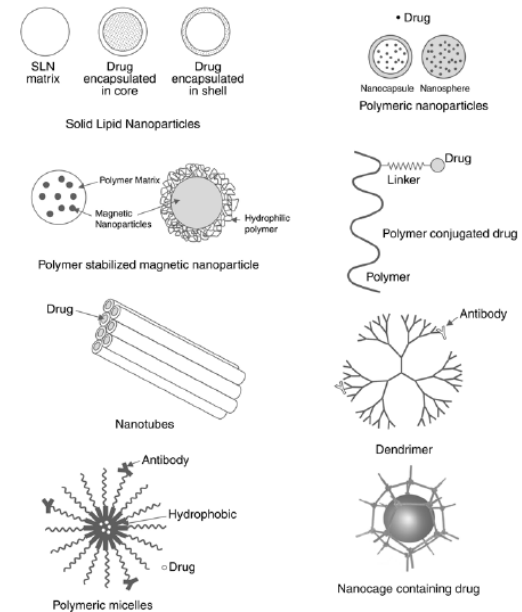 SLN
matrix
Drug
encapsulated
in core
Drug
encapsulated
in shell
Solid Lipid Nanoparticles
• Drug
Nanocapsule
Nanosphere
Polymeric nanoparticles
Polymer Matrix
Magnetic
Nanoparticles
Hydrophilic
polymer
Polymer stabilized magnetic nanoparticle
Drug
Linker
Polymer conjugated drug
Polymer
Drug
Nanotubes
Antibody
Dendrimer
Antibody
Hydrophobic
Drug
Polymeric micelles
Nanocage containing drug